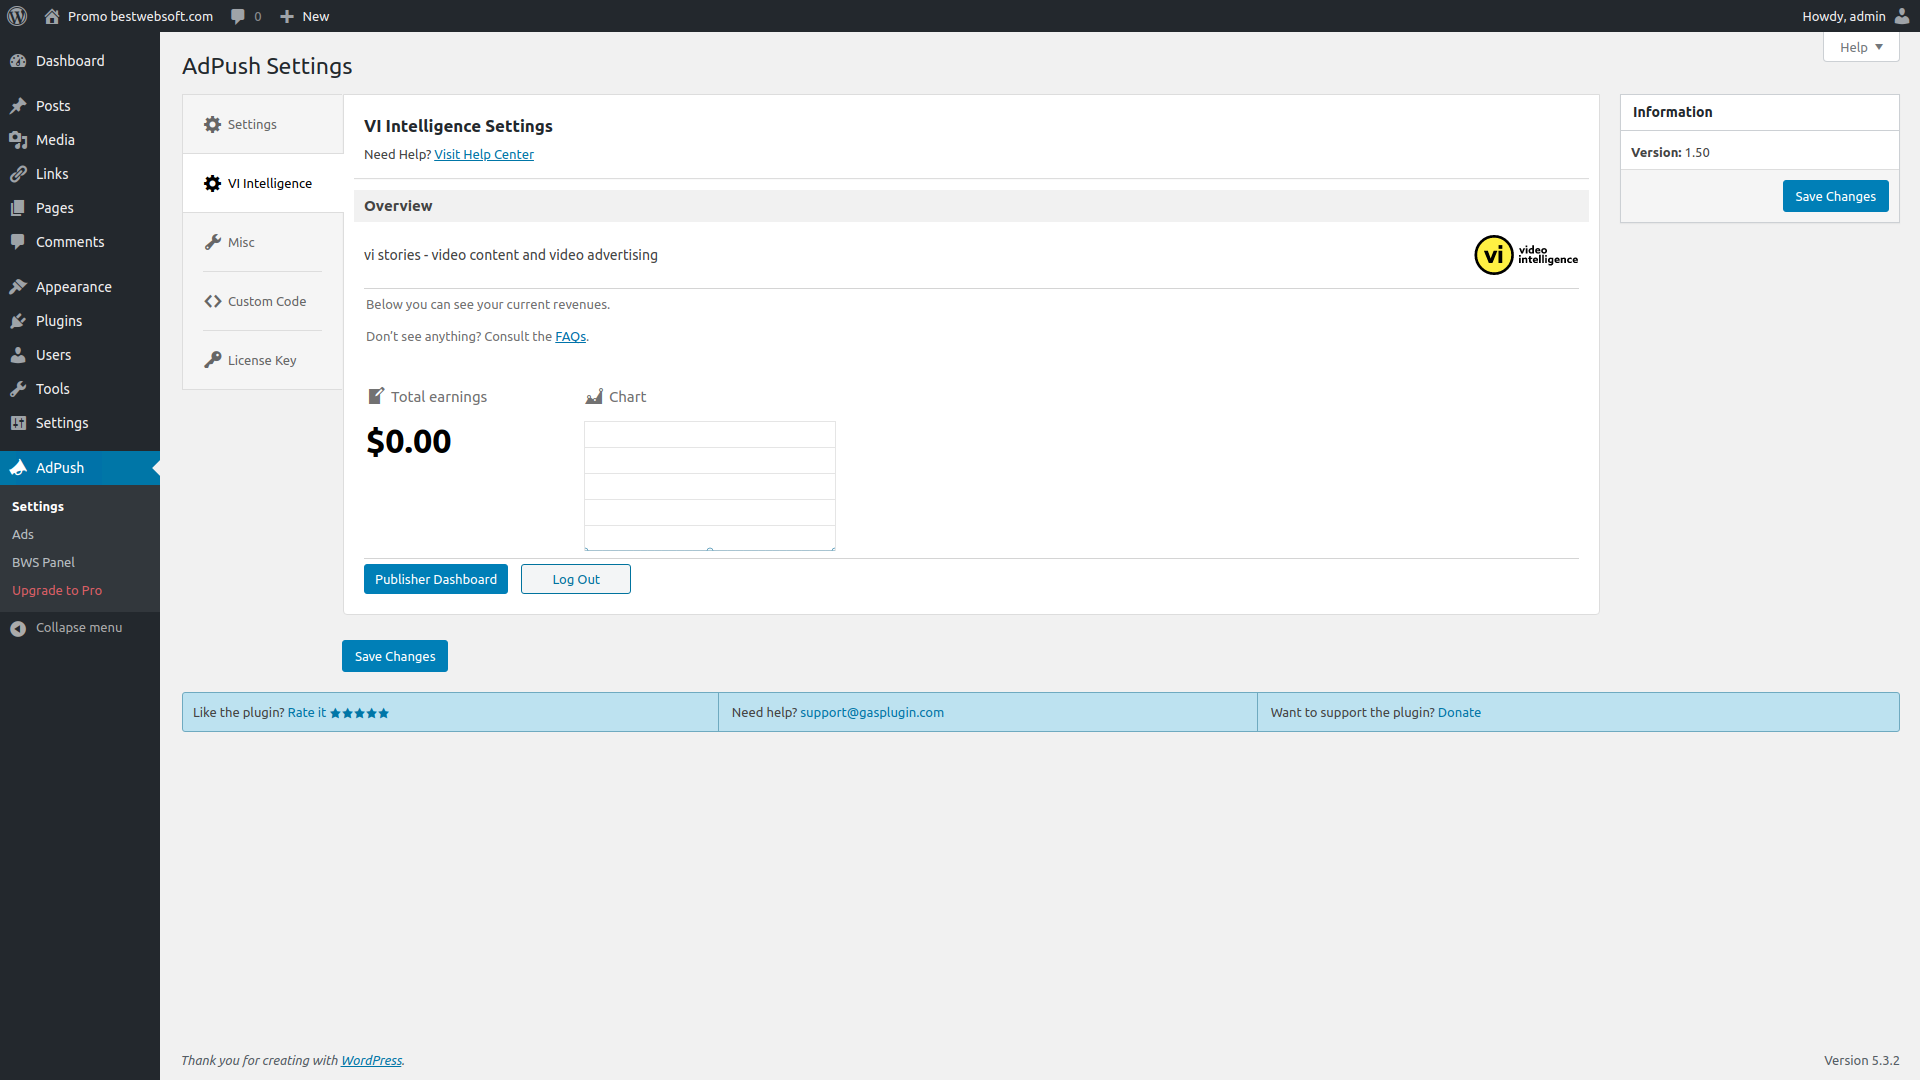 Promo bestwebsoft.com 0 New Howdy, admin
Help
Dashboard
Posts
Media
Links
Pages
Comments
Appearance
Plugins
Users
Tools
Settings
AdPush
Settings
Ads
BWS Panel
Upgrade to Pro
Collapse menu
AdPush Settings
Settings
VI Intelligence
Misc
Custom Code
License Key
VI Intelligence Settings
Need Help? Visit Help Center
Overview
vi stories - video content and video advertising
vi video
intelligence
Below you can see your current revenues.
Don't see anything? Consult the FAQs.
Total earnings
$0.00
Chart
Publisher Dashboard
Log Out
Save Changes
Information
Version: 1.50
Save Changes
Like the plugin? Rate it ★★★★★
Need help? support@gasplugin.com
Want to support the plugin? Donate
Thank you for creating with WordPress.
Version 5.3.2